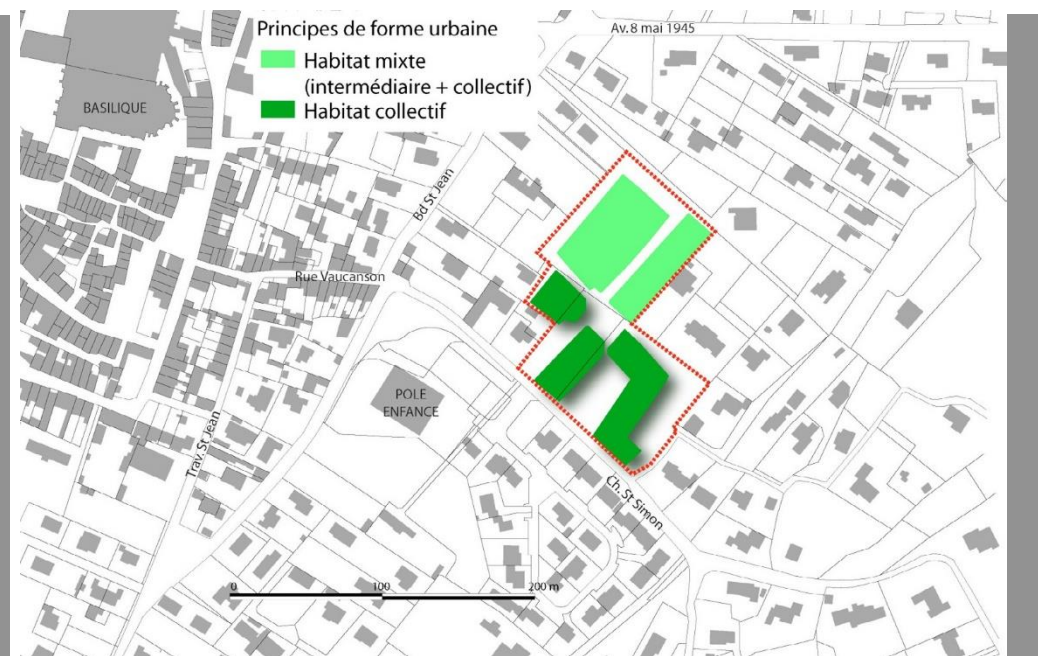 Principes de forme urbaine
Habitat mixte
(intermédiaire + collectif)
Habitat collectif
Av. 8 mai 1945
BASILIQUE
Bd St Jean
Rue Vaucanson
POLE
ENFANCE
Trav. St Jean
Ch. St Simon
0 100 200 m